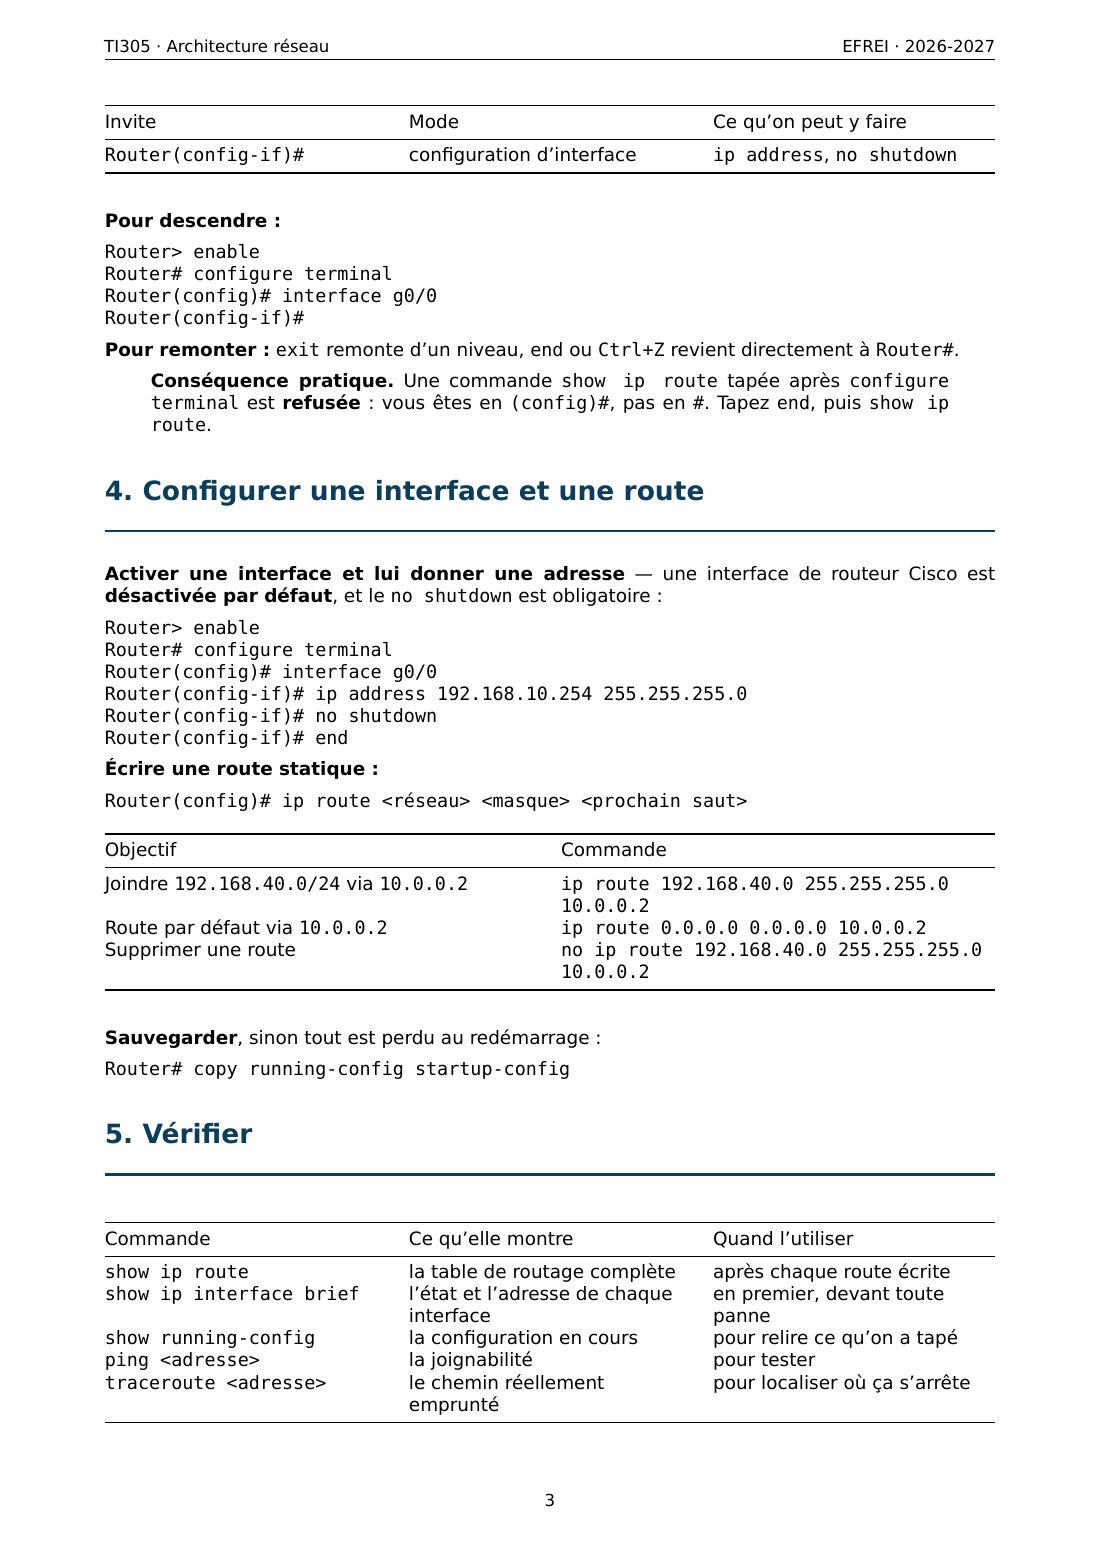 TI305 · Architecture réseau
EFREI · 2026-2027
Invite Mode Ce qu’on peut y faire
Router(config-if)# configuration d’interface ip address, no shutdown
Pour descendre :
Router> enable
Router# configure terminal
Router(config)# interface g0/0
Router(config-if)#
Pour remonter : exit remonte d’un niveau, end ou Ctrl+Z revient directement à Router#.
Conséquence pratique. Une commande show ip route tapée après configure
terminal est refusée : vous êtes en (config)#, pas en #. Tapez end, puis show ip
route.
4. Configurer une interface et une route
Activer une interface et lui donner une adresse — une interface de routeur Cisco est
désactivée par défaut, et le no shutdown est obligatoire :
Router> enable
Router# configure terminal
Router(config)# interface g0/0
Router(config-if)# ip address 192.168.10.254 255.255.255.0
Router(config-if)# no shutdown
Router(config-if)# end
Écrire une route statique :
Router(config)# ip route <réseau> <masque> <prochain saut>
Objectif Commande
Joindre 192.168.40.0/24 via 10.0.0.2 ip route 192.168.40.0 255.255.255.0
10.0.0.2
Route par défaut via 10.0.0.2 ip route 0.0.0.0 0.0.0.0 10.0.0.2
Supprimer une route no ip route 192.168.40.0 255.255.255.0
10.0.0.2
Sauvegarder, sinon tout est perdu au redémarrage :
Router# copy running-config startup-config
5. Vérifier
Commande Ce qu’elle montre Quand l’utiliser
show ip route la table de routage complète après chaque route écrite
show ip interface brief l’état et l’adresse de chaque en premier, devant toute
interface panne
show running-config la configuration en cours pour relire ce qu’on a tapé
ping <adresse> la joignabilité pour tester
traceroute <adresse> le chemin réellement pour localiser où ça s’arrête
emprunté
3